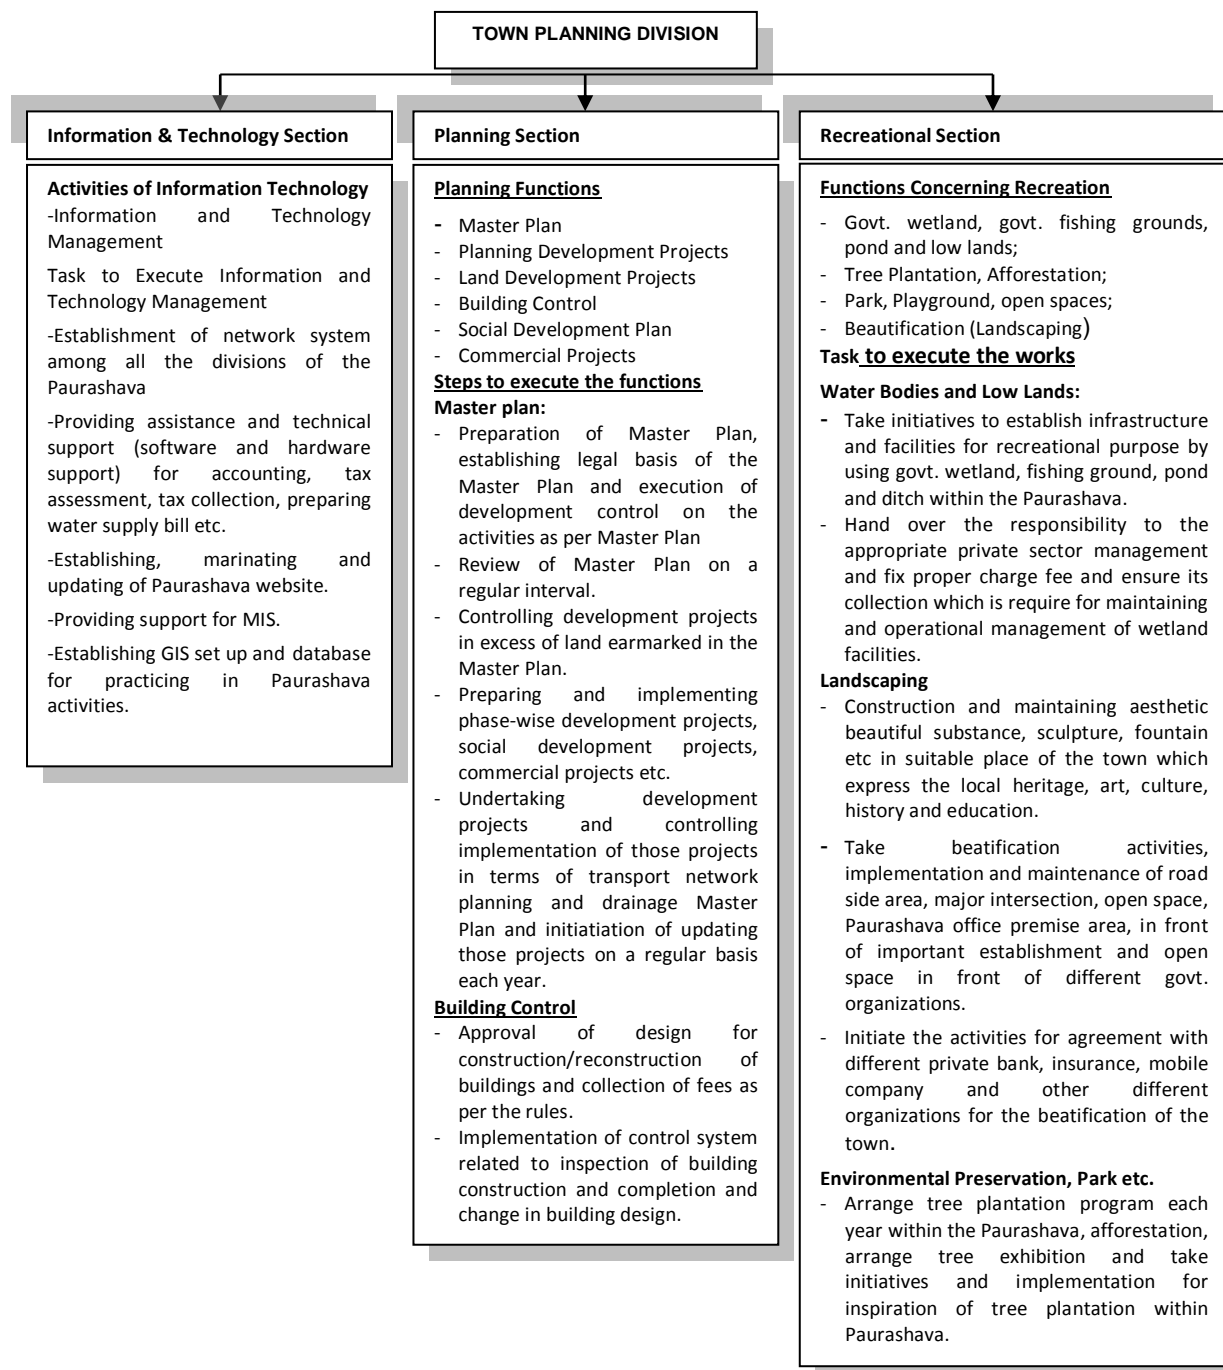 TOWN PLANNING DIVISION
Information & Technology Section
Activities of Information Technology
-Information and Technology
Management
Task to Execute Information and
Technology Management
-Establishment of network system
among all the divisions of the
Paurashava
-Providing assistance and technical
support (software and hardware
support) for accounting, tax
assessment, tax collection, preparing
water supply bill etc.
-Establishing, marinating and
updating of Paurashava website.
-Providing support for MIS.
-Establishing GIS set up and database
for practicing in Paurashava
activities.
Planning Section
Planning Functions
- Master Plan
- Planning Development Projects
- Land Development Projects
- Building Control
- Social Development Plan
- Commercial Projects
Steps to execute the functions
Master plan:
- Preparation of Master Plan,
establishing legal basis of the
Master Plan and execution of
development control on the
activities as per Master Plan
- Review of Master Plan on a
regular interval.
- Controlling development projects
in excess of land earmarked in the
Master Plan.
- Preparing and implementing
phase-wise development projects,
social development projects,
commercial projects etc.
- Undertaking development
projects and controlling
implementation of those projects
in terms of transport network
planning and drainage Master
Plan and initiatiation of updating
those projects on a regular basis
each year.
Building Control
- Approval of design for
construction/reconstruction of
buildings and collection of fees as
per the rules.
- Implementation of control system
related to inspection of building
construction and completion and
change in building design.
Recreational Section
Functions Concerning Recreation
- Govt. wetland, govt. fishing grounds,
pond and low lands;
- Tree Plantation, Afforestation;
- Park, Playground, open spaces;
- Beautification (Landscaping)
Task to execute the works
Water Bodies and Low Lands:
- Take initiatives to establish infrastructure
and facilities for recreational purpose by
using govt. wetland, fishing ground, pond
and ditch within the Paurashava.
- Hand over the responsibility to the
appropriate private sector management
and fix proper charge fee and ensure its
collection which is require for maintaining
and operational management of wetland
facilities.
Landscaping
- Construction and maintaining aesthetic
beautiful substance, sculpture, fountain
etc in suitable place of the town which
express the local heritage, art, culture,
history and education.
- Take beatification activities,
implementation and maintenance of road
side area, major intersection, open space,
Paurashava office premise area, in front
of important establishment and open
space in front of different govt.
organizations.
- Initiate the activities for agreement with
different private bank, insurance, mobile
company and other different
organizations for the beatification of the
town.
Environmental Preservation, Park etc.
- Arrange tree plantation program each
year within the Paurashava, afforestation,
arrange tree exhibition and take
initiatives and implementation for
inspiration of tree plantation within
Paurashava.